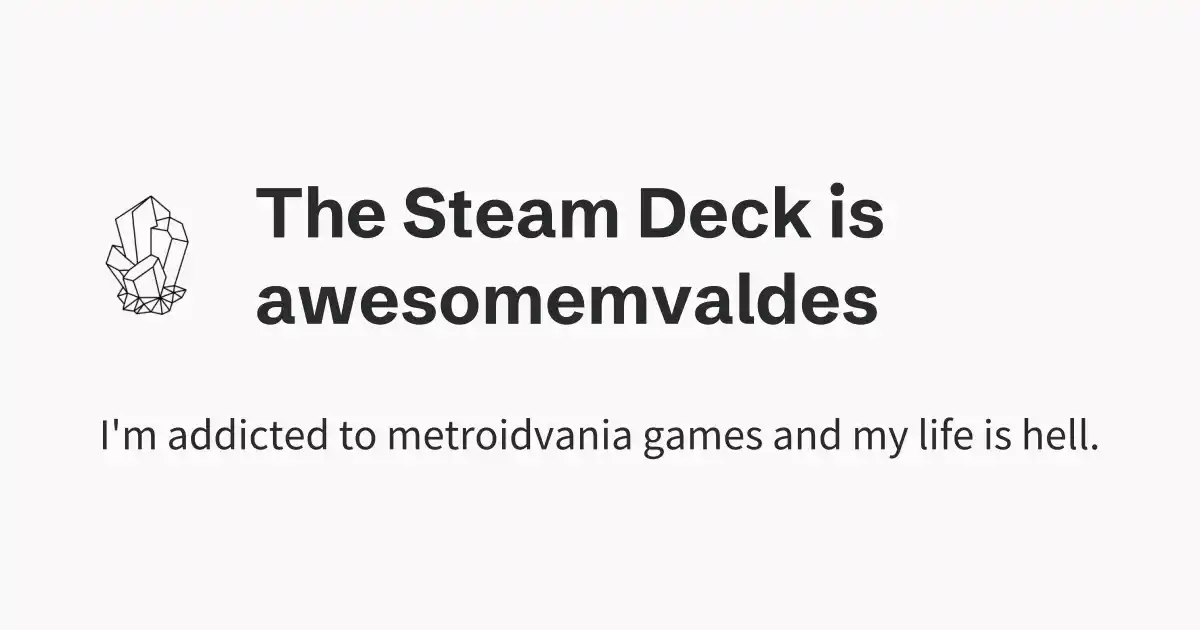 The Steam Deck is
awesomemvaldes
I'm addicted to metroidvania games and my life is hell.